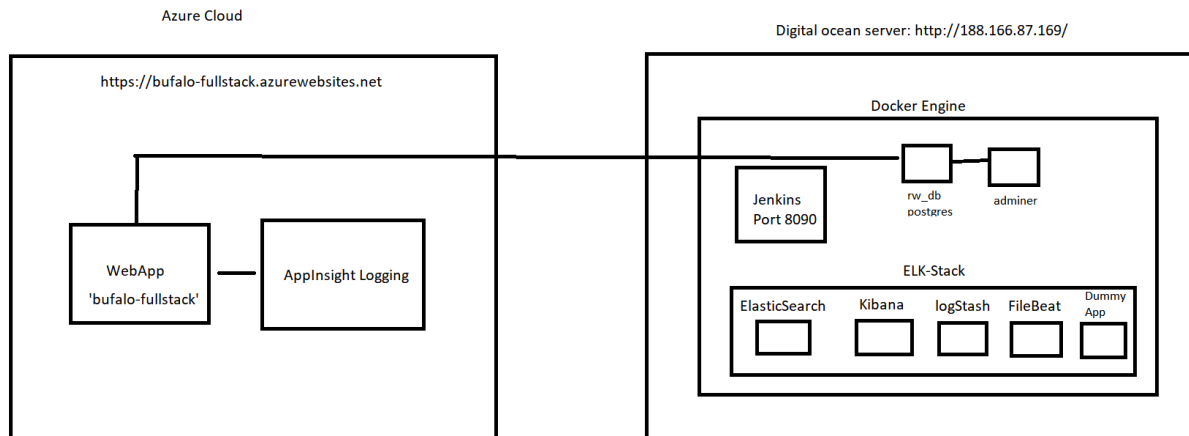 Azure Cloud
Digital ocean server: http://188.166.87.169/
https://bufalo-fullstack.azurewebsites.net
Docker Engine
Jenkins
Port 8090
rw_db
postgres
adminer
WebApp
'bufalo-fullstack'
AppInsight Logging
ELK-Stack
ElasticSearch
Kibana
logStash
FileBeat
Dummy
App